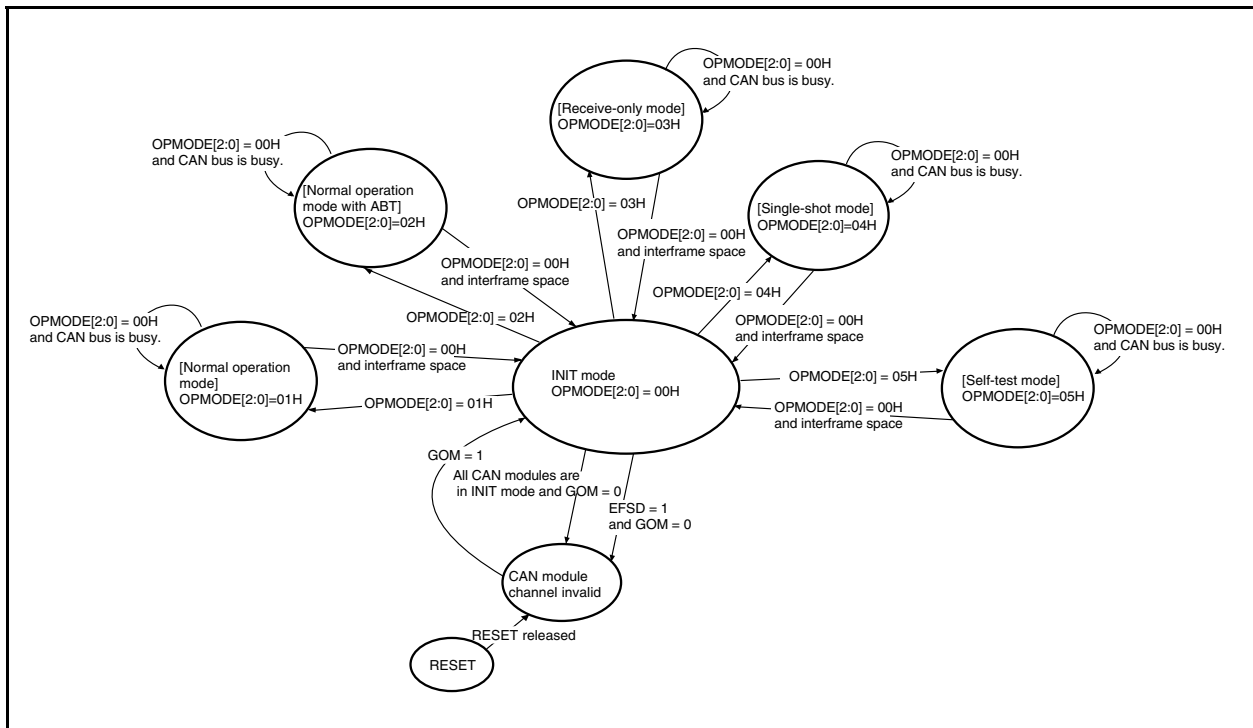 OPMODE[2:0] = 00H
and CAN bus is busy.
[Receive-only mode]
OPMODE[2:0]=03H
OPMODE[2:0] = 00H
and CAN bus is busy.
[Normal operation
mode with ABT]
OPMODE[2:0]=02H
OPMODE[2:0] = 00H
and CAN bus is busy.
[Single-shot mode]
OPMODE[2:0]=04H
OPMODE[2:0] = 03H
OPMODE[2:0] = 00H
and interframe space
OPMODE[2:0] = 00H
and interframe space
OPMODE[2:0] = 04H
OPMODE[2:0] = 02H
OPMODE[2:0] = 00H
and interframe space
OPMODE[2:0] = 00H
and CAN bus is busy.
[Normal operation
mode]
OPMODE[2:0]=01H
OPMODE[2:0] = 00H
and interframe space
OPMODE[2:0] = 01H
INIT mode
OPMODE[2:0] = 00H
OPMODE[2:0] = 05H
OPMODE[2:0] = 00H
and interframe space
[Self-test mode]
OPMODE[2:0]=05H
OPMODE[2:0] = 00H
and CAN bus is busy.
GOM = 1
All CAN modules are
in INIT mode and GOM = 0
EFSD = 1
and GOM = 0
CAN module
channel invalid
RESET released
RESET